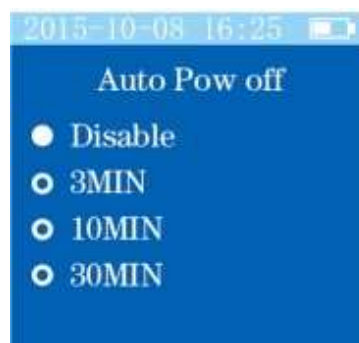 2015-10-08 16:25
Auto Pow off
Disable
3MIN
10MIN
30MIN